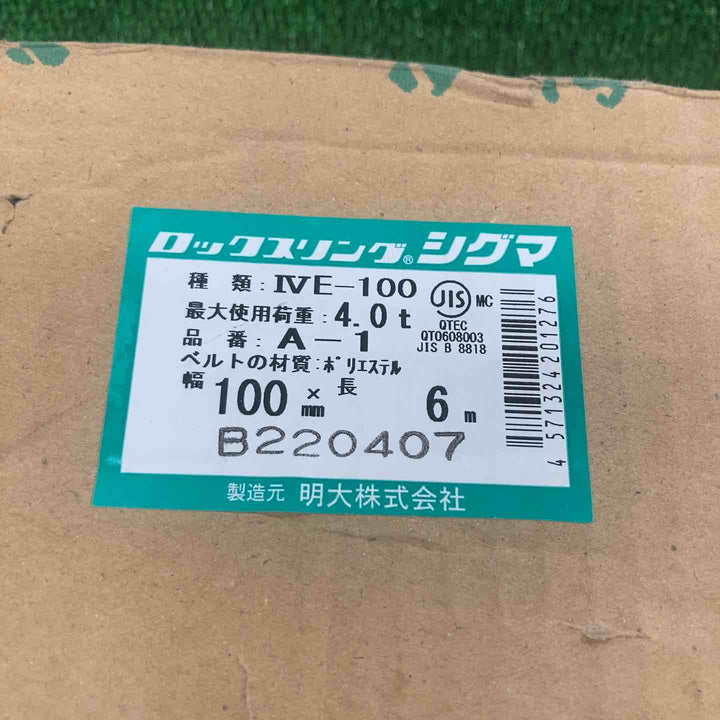 ロックスリング® シグマ
種 類：ⅣE-100
最大使用荷重：4.0t
品 番：A-1
ベルトの材質：ポリエステル
幅 100mm × 長 6m
B220407
製造元 明大株式会社
JIS MC
QTEC
QT0608003
JIS B 8818
4571324201276